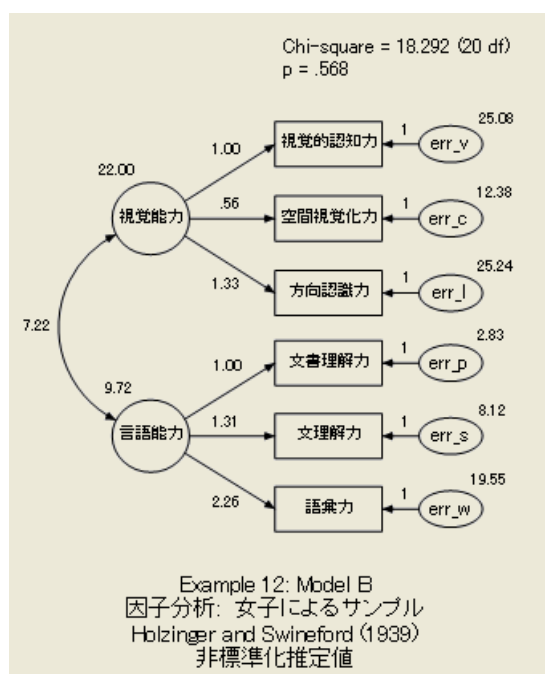 Chi-square = 18.292 (20 df)
p = .568
25.08
1.00
視覚的認知力
1
err_v
22.00
12.38
視覚能力
.56
空間視覚化力
1
err_c
25.24
1.33
方向認識力
1
err_l
7.22
2.83
1.00
文書理解力
1
err_p
9.72
8.12
言語能力
1.31
文理解力
1
err_s
19.55
2.26
語彙力
1
err_w
Example 12: Model B
因子分析: 女子によるサンプル
Holzinger and Swineford (1939)
非標準化推定値